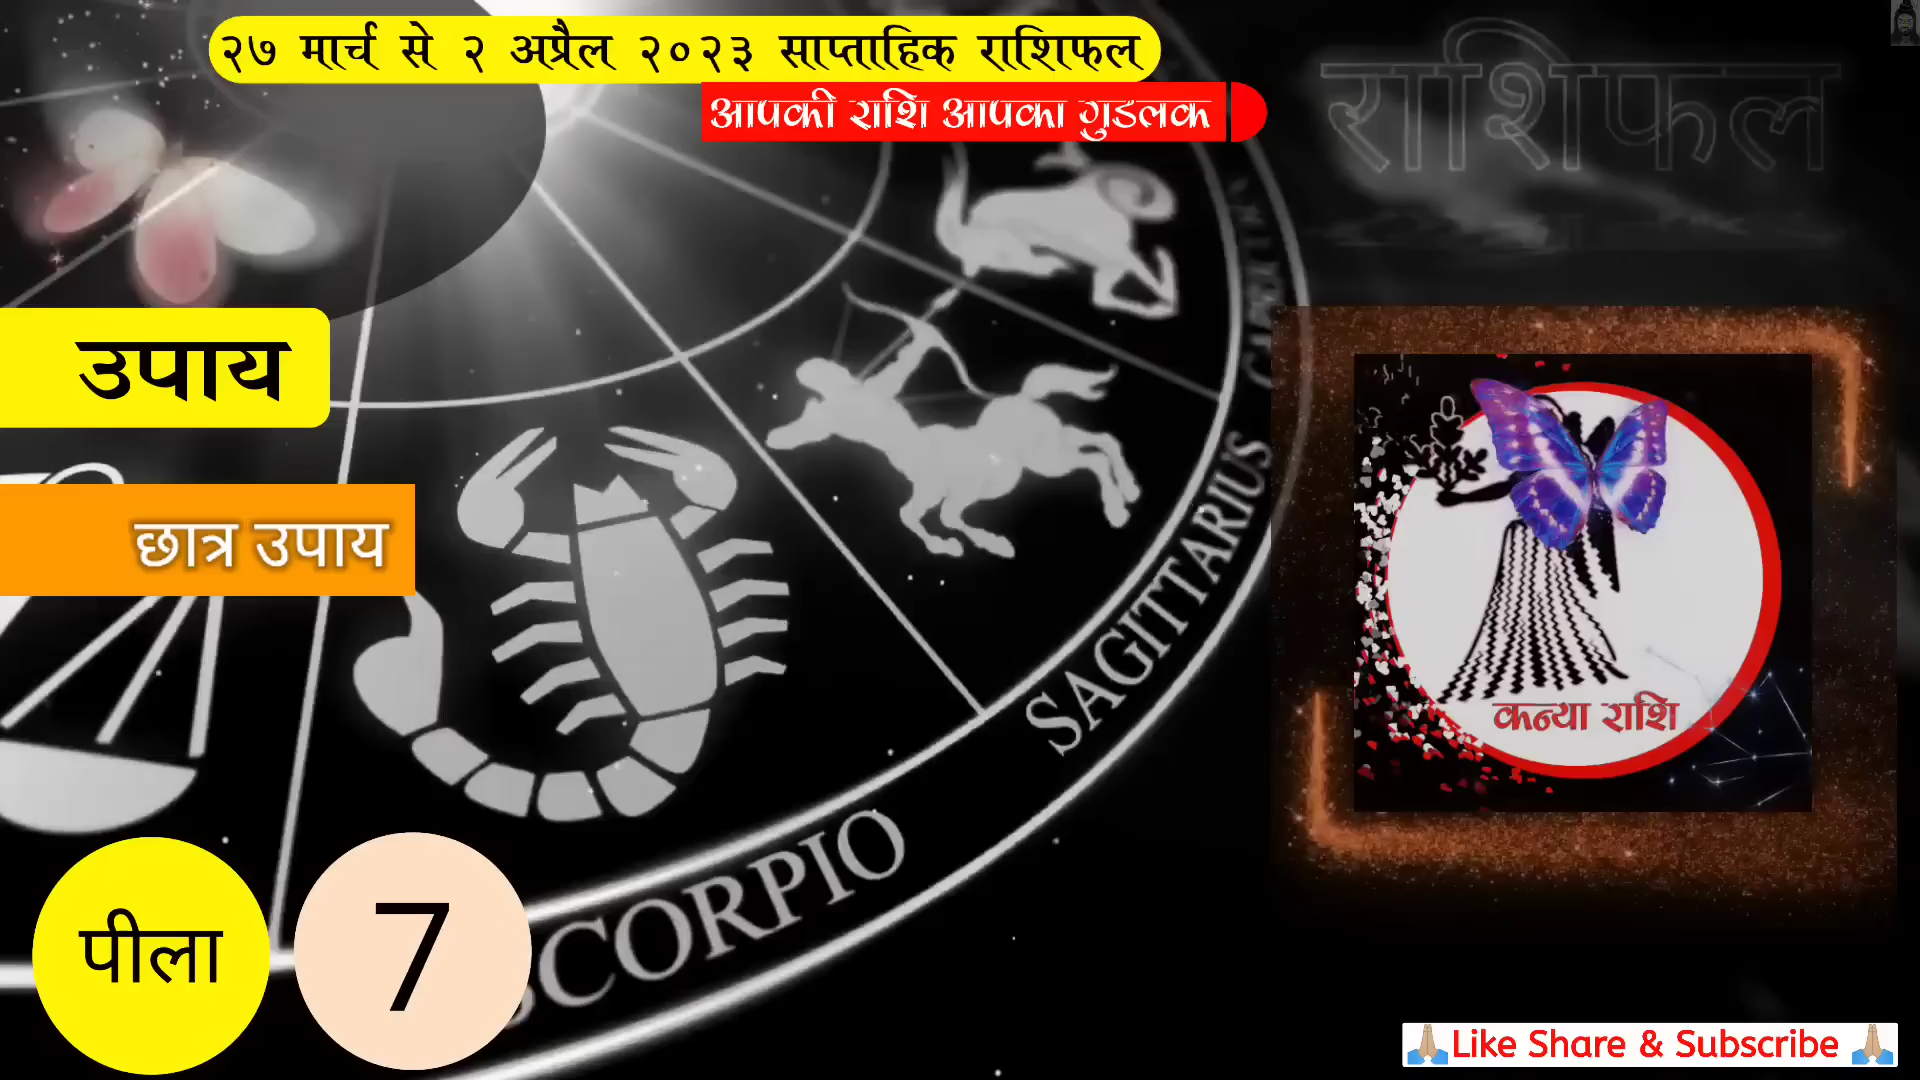 २७ मार्च से २ अप्रैल २०२३ साप्ताहिक राशिफल
आपकी राशि आपका गुडलक
राशिफल
उपाय
छात्र उपाय
SAGITTARIUS
कन्या राशि
SCORPIO
पीला
7
Like Share & Subscribe